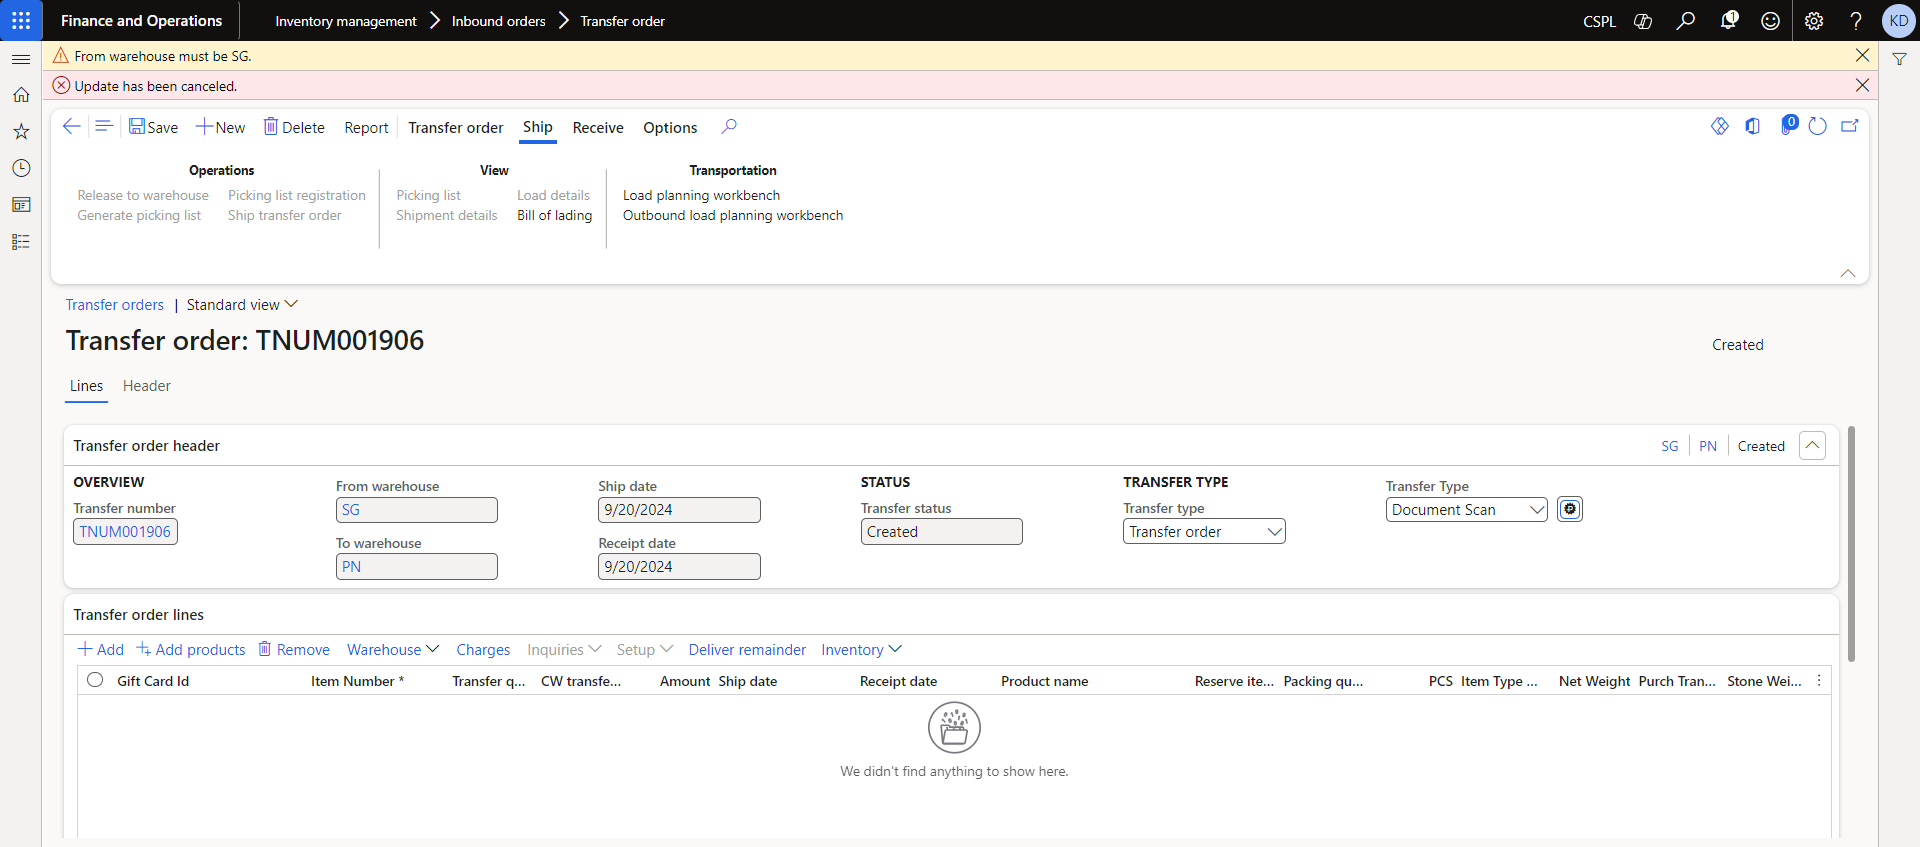 Finance and Operations
Inventory management > Inbound orders > Transfer order
CSPL
1
?
KD
From warehouse must be SG.
Update has been canceled.
Save
New
Delete
Report
Transfer order
Ship
Receive
Options
0
Operations
Release to warehouse
Picking list registration
Generate picking list
Ship transfer order
View
Picking list
Load details
Shipment details
Bill of lading
Transportation
Load planning workbench
Outbound load planning workbench
Transfer orders | Standard view
Transfer order: TNUM001906
Created
Lines
Header
Transfer order header
SG
PN
Created
OVERVIEW
Transfer number
TNUM001906
From warehouse
SG
To warehouse
PN
Ship date
9/20/2024
Receipt date
9/20/2024
STATUS
Transfer status
Created
TRANSFER TYPE
Transfer type
Transfer order
Transfer Type
Document Scan
Transfer order lines
Add
Add products
Remove
Warehouse
Charges
Inquiries
Setup
Deliver remainder
Inventory
Gift Card Id
Item Number *
Transfer q...
CW transfe...
Amount
Ship date
Receipt date
Product name
Reserve ite...
Packing qu...
PCS
Item Type ...
Net Weight
Purch Tran...
Stone Wei...
We didn't find anything to show here.